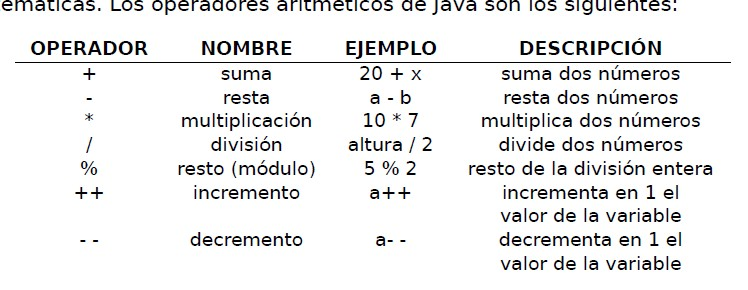 temáticas. Los operadores aritméticos de Java son los siguientes:
OPERADOR NOMBRE EJEMPLO DESCRIPCIÓN
+ suma 20 + x suma dos números
- resta a - b resta dos números
* multiplicación 10 * 7 multiplica dos números
/ división altura / 2 divide dos números
% resto (módulo) 5 % 2 resto de la división entera
++ incremento a++ incrementa en 1 el
valor de la variable
- - decremento a- - decrementa en 1 el
valor de la variable